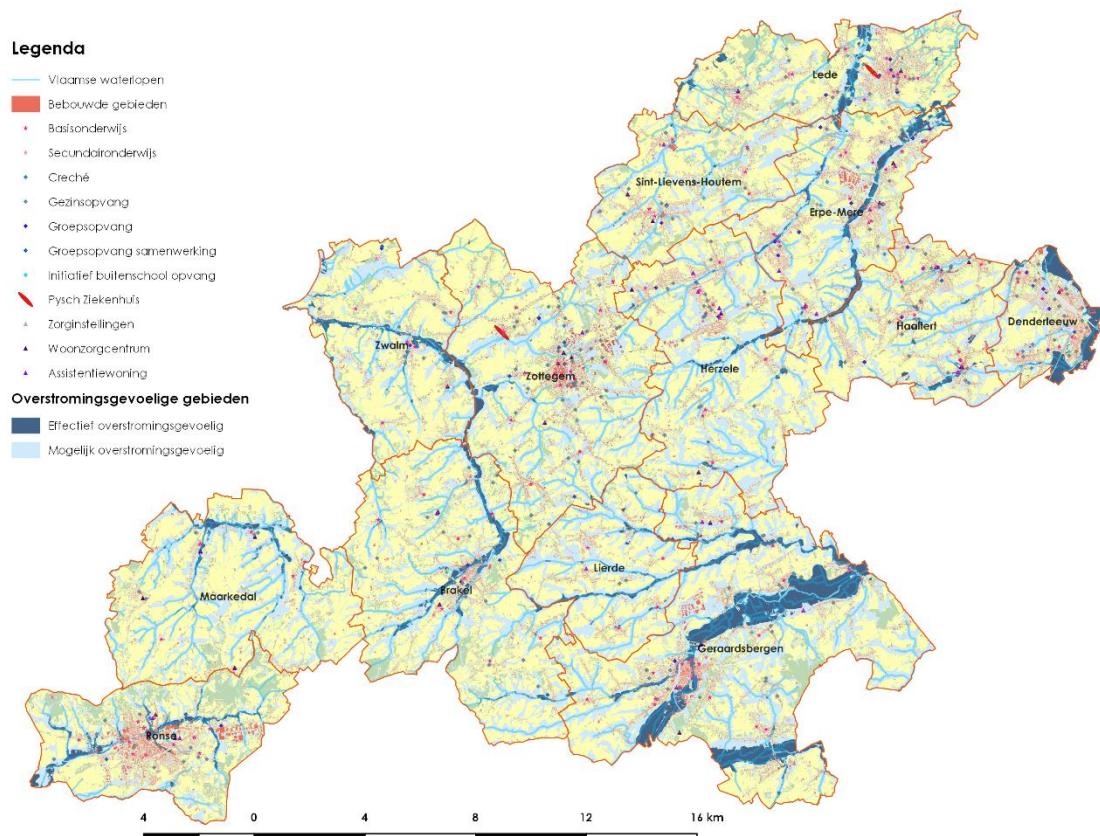 Legenda
Vlaamse waterlopen
Bebouwde gebieden
Basisonderwijs
Secundaironderwijs
Creché
Gezinsopvang
Groepsopvang
Groepsopvang samenwerking
Initiatief buitenschool opvang
Pysch Ziekenhuis
Zorginstellingen
Woonzorgcentrum
Assistentiewoning
Overstromingsgevoelige gebieden
Effectief overstromingsgevoelig
Mogelijk overstromingsgevoelig
Lede
Sint-Lievens-Houtem
Erpe-Mere
Haaltert
Denderleeuw
Zwalm
Zottegem
Herzele
Lierde
Brakel
Maarkedal
Geraardsbergen
Ronse
4 0 4 8 12 16 km